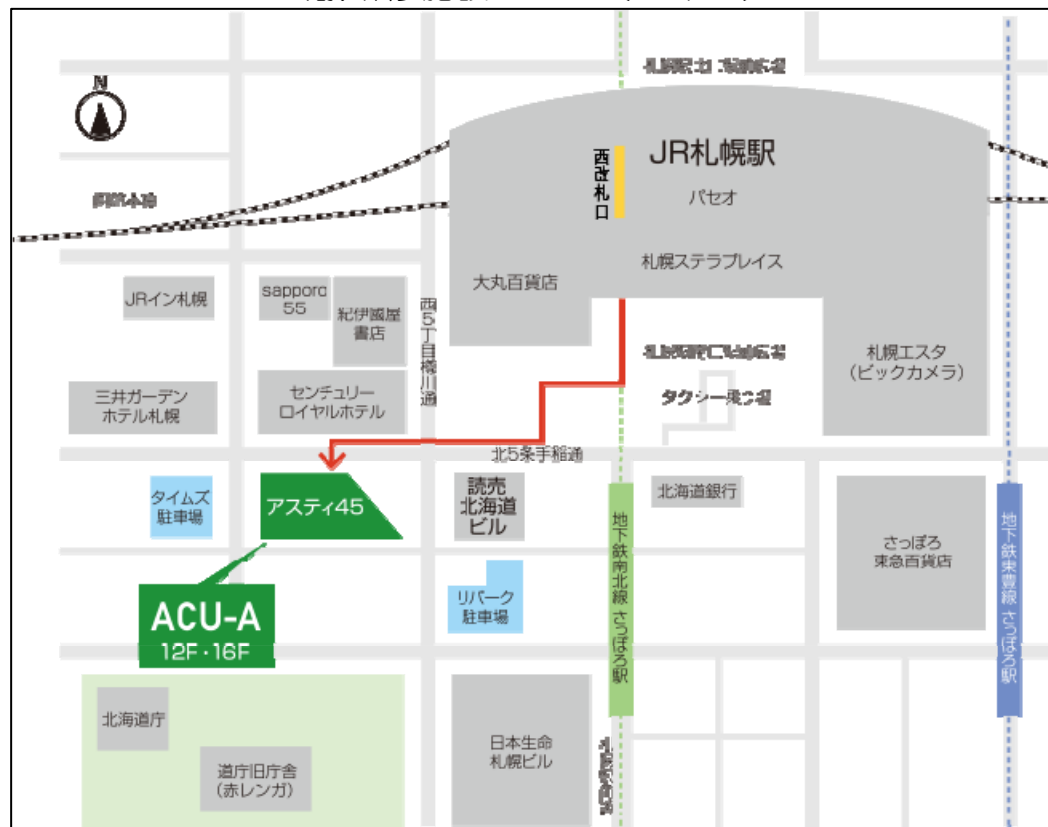 N
JR札幌駅
西改札口
パセオ
札幌ステラプレイス
大丸百貨店
JRイン札幌
sapporo
55
紀伊國屋
書店
西5丁目樽川通
札幌エスタ
(ビックカメラ)
三井ガーデン
ホテル札幌
センチュリー
ロイヤルホテル
タクシー乗り場
北5条手稲通
タイムズ
駐車場
アスティ45
読売
北海道
ビル
北海道銀行
地下鉄南北線 さっぽろ駅
地下鉄東豊線 さっぽろ駅
さっぽろ
東急百貨店
ACU-A
12F・16F
リパーク
駐車場
北海道庁
道庁旧庁舎
(赤レンガ)
日本生命
札幌ビル